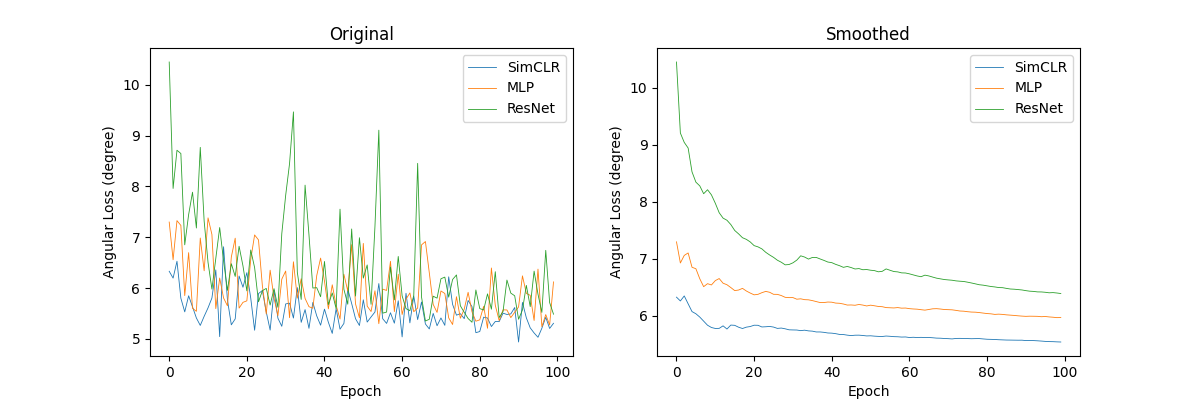 Original
Angular Loss (degree)
10
9
8
7
6
5
0
20
40
60
80
100
Epoch
SimCLR
MLP
ResNet
Smoothed
Angular Loss (degree)
10
9
8
7
6
0
20
40
60
80
100
Epoch
SimCLR
MLP
ResNet